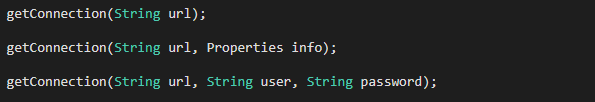 getConnection(String url);
getConnection(String url, Properties info);
getConnection(String url, String user, String password);